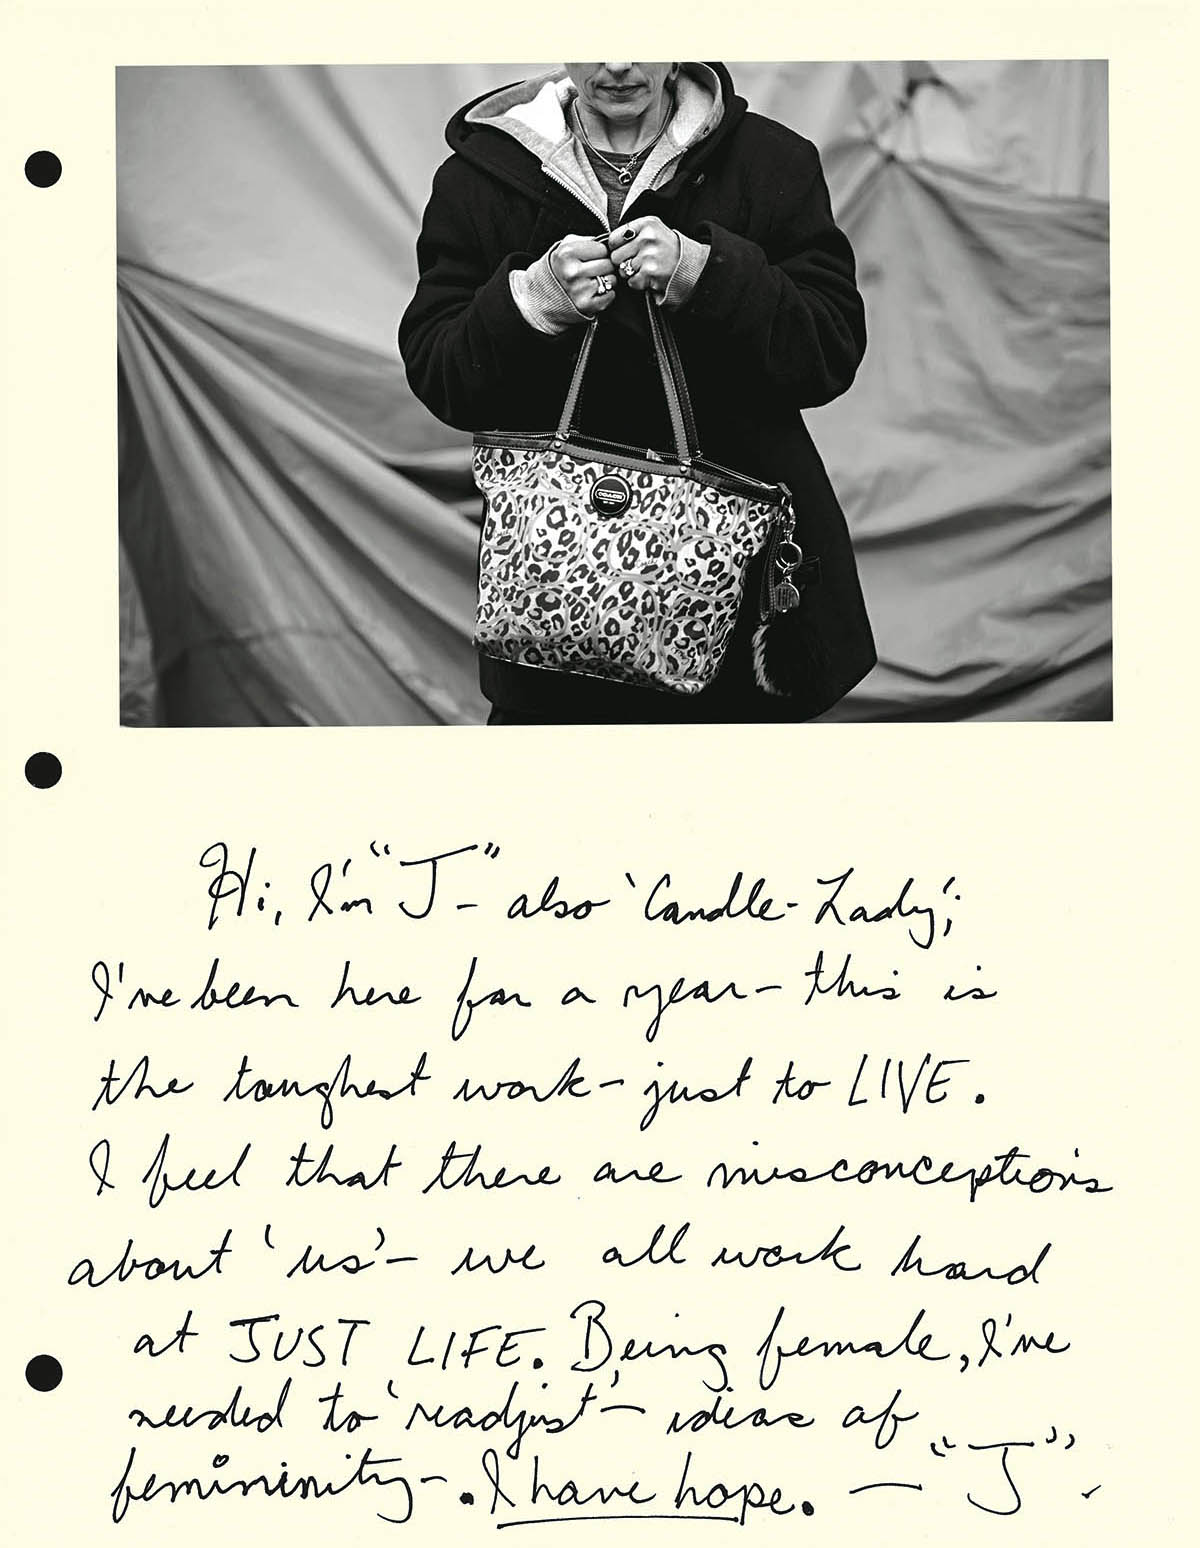 COACH
Hi, I'm "J" - also 'Candle-Lady';
I've been here for a year - this is
the toughest work - just to LIVE.
I feel that there are misconceptions
about 'us' - we all work hard
at JUST LIFE. Being female, I've
needed to 'readjust' - ideas of
femininity -. I have hope. — "J".